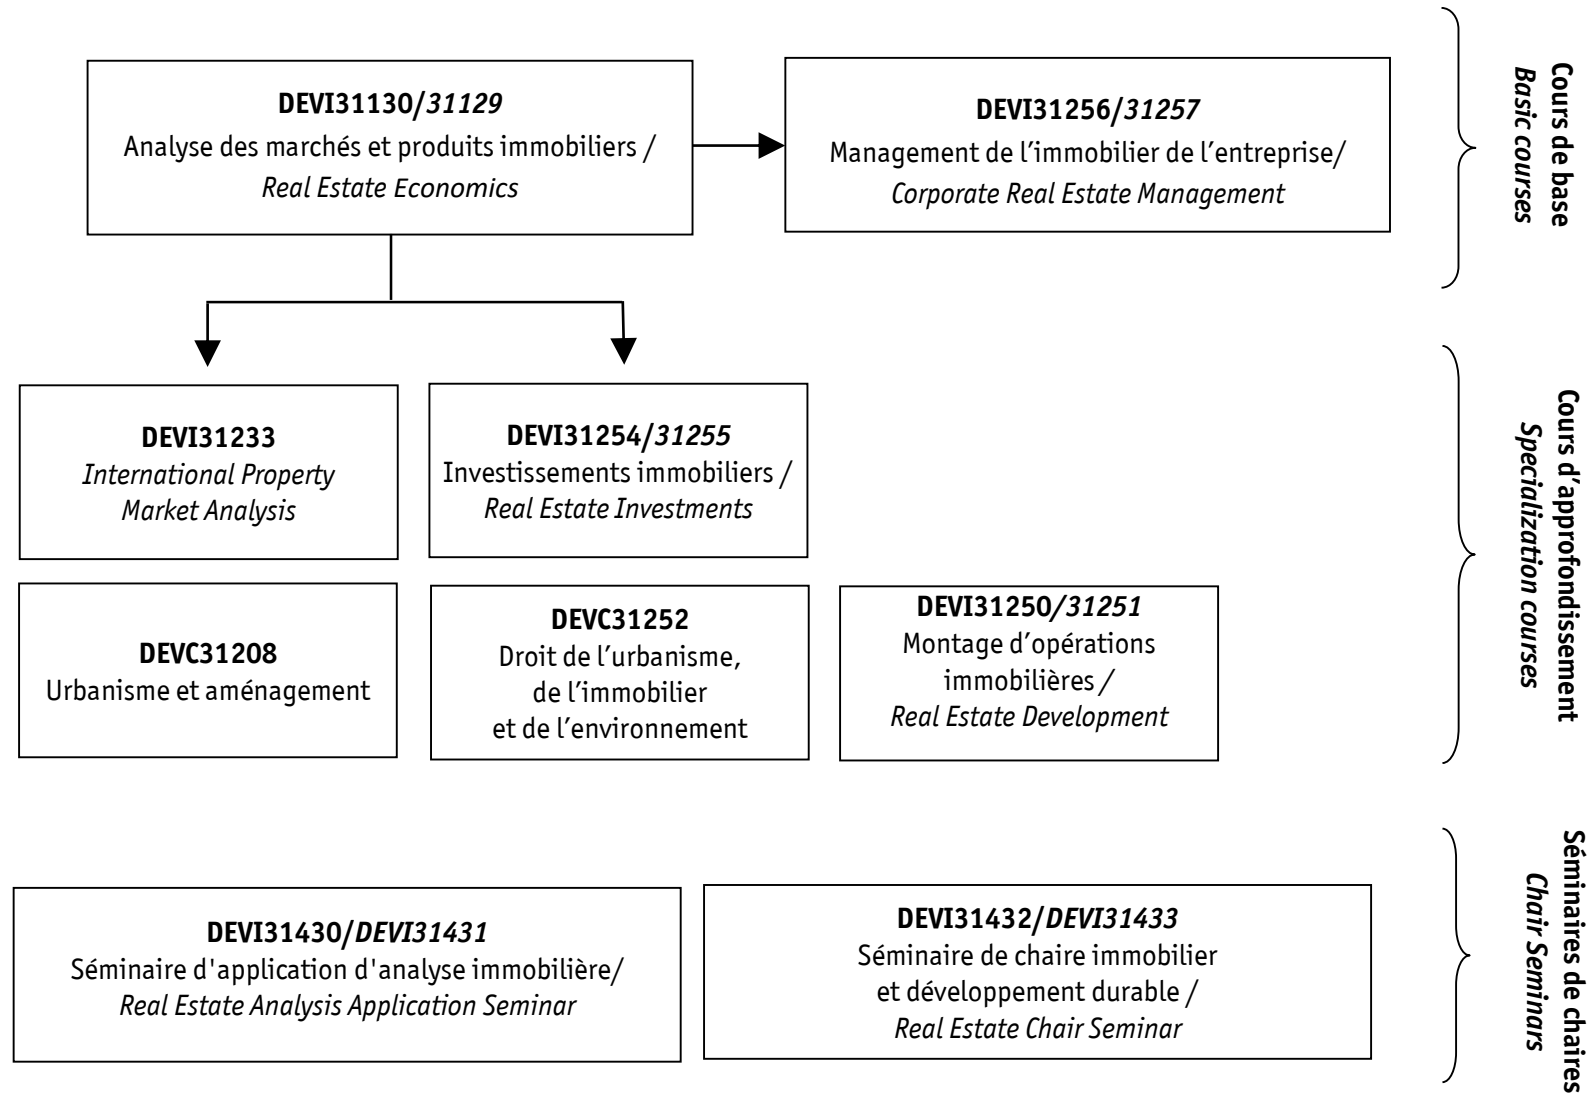 DEVI31130/31129
Analyse des marchés et produits immobiliers /
Real Estate Economics
DEVI31256/31257
Management de l’immobilier de l’entreprise/
Corporate Real Estate Management
Cours de base
Basic courses
DEVI31233
International Property
Market Analysis
DEVI31254/31255
Investissements immobiliers /
Real Estate Investments
DEVC31208
Urbanisme et aménagement
DEVC31252
Droit de l’urbanisme,
de l’immobilier
et de l’environnement
DEVI31250/31251
Montage d’opérations
immobilières /
Real Estate Development
Cours d’approfondissement
Specialization courses
DEVI31430/DEVI31431
Séminaire d'application d'analyse immobilière/
Real Estate Analysis Application Seminar
DEVI31432/DEVI31433
Séminaire de chaire immobilier
et développement durable /
Real Estate Chair Seminar
Séminaires de chaires
Chair Seminars